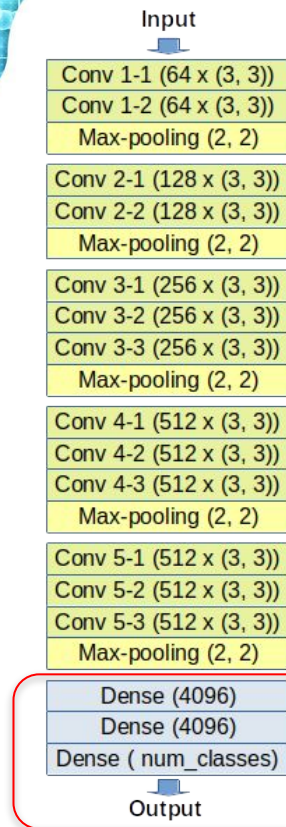 Input
Conv 1-1 (64 x (3, 3))
Conv 1-2 (64 x (3, 3))
Max-pooling (2, 2)
Conv 2-1 (128 x (3, 3))
Conv 2-2 (128 x (3, 3))
Max-pooling (2, 2)
Conv 3-1 (256 x (3, 3))
Conv 3-2 (256 x (3, 3))
Conv 3-3 (256 x (3, 3))
Max-pooling (2, 2)
Conv 4-1 (512 x (3, 3))
Conv 4-2 (512 x (3, 3))
Conv 4-3 (512 x (3, 3))
Max-pooling (2, 2)
Conv 5-1 (512 x (3, 3))
Conv 5-2 (512 x (3, 3))
Conv 5-3 (512 x (3, 3))
Max-pooling (2, 2)
Dense (4096)
Dense (4096)
Dense ( num_classes)
Output